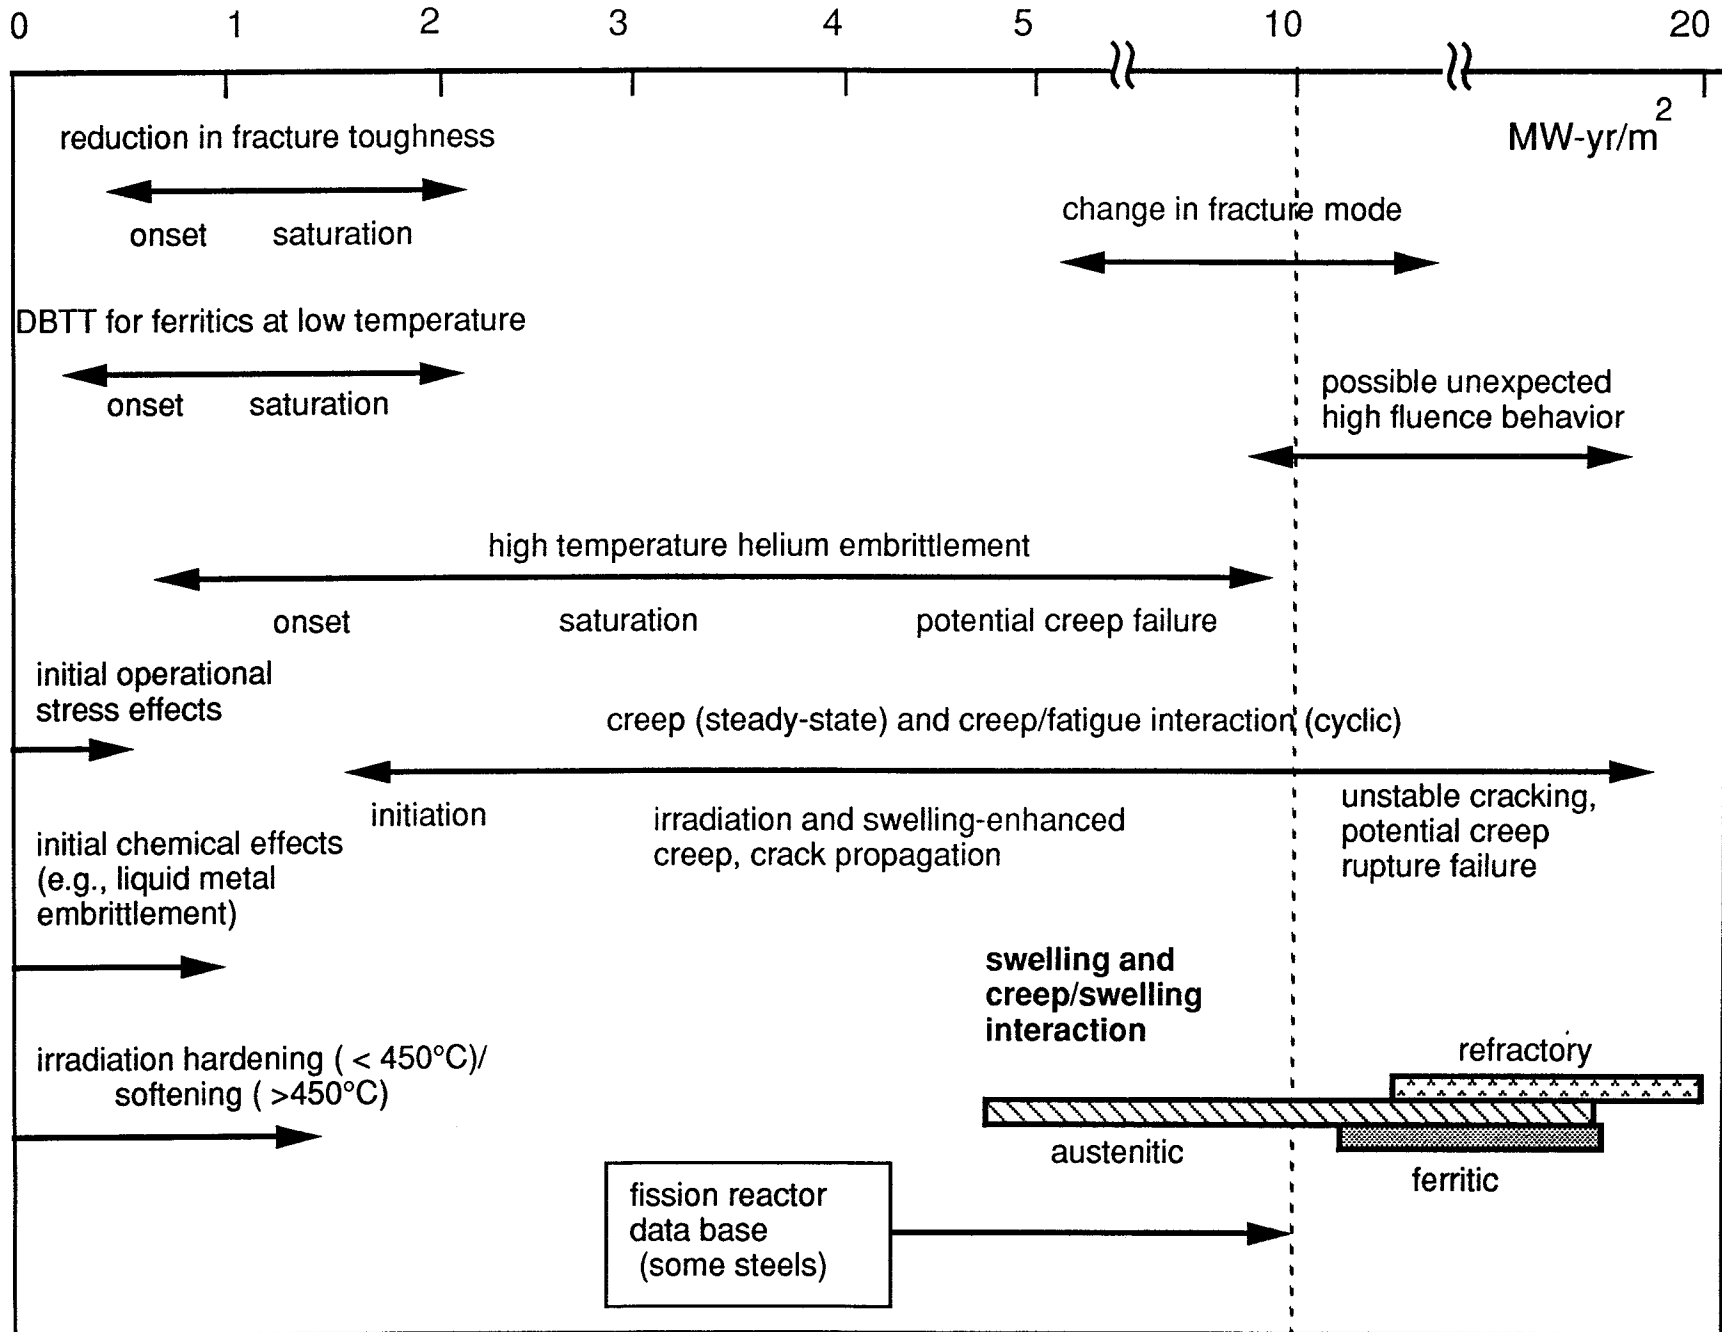 0 1 2 3 4 5 10 20
MW-yr/m2
reduction in fracture toughness
onset saturation
change in fracture mode
DBTT for ferritics at low temperature
onset saturation
possible unexpected
high fluence behavior
high temperature helium embrittlement
onset saturation potential creep failure
initial operational
stress effects
creep (steady-state) and creep/fatigue interaction (cyclic)
initiation
irradiation and swelling-enhanced
creep, crack propagation
unstable cracking,
potential creep
rupture failure
initial chemical effects
(e.g., liquid metal
embrittlement)
swelling and
creep/swelling
interaction
irradiation hardening ( < 450°C)/
softening ( >450°C)
refractory
austenitic
ferritic
fission reactor
data base
(some steels)